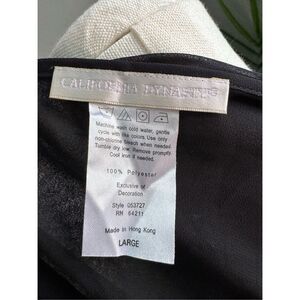 CALIFORNIA DYNASTY
Machine wash cold water, gentle
cycle with like colors. Use only
non-chlorine bleach when needed.
Tumble dry low. Remove promptly.
Cool iron if needed.
100% Polyester
Exclusive of
Decoration
Style 053727
RN 64211
Made in Hong Kong
LARGE